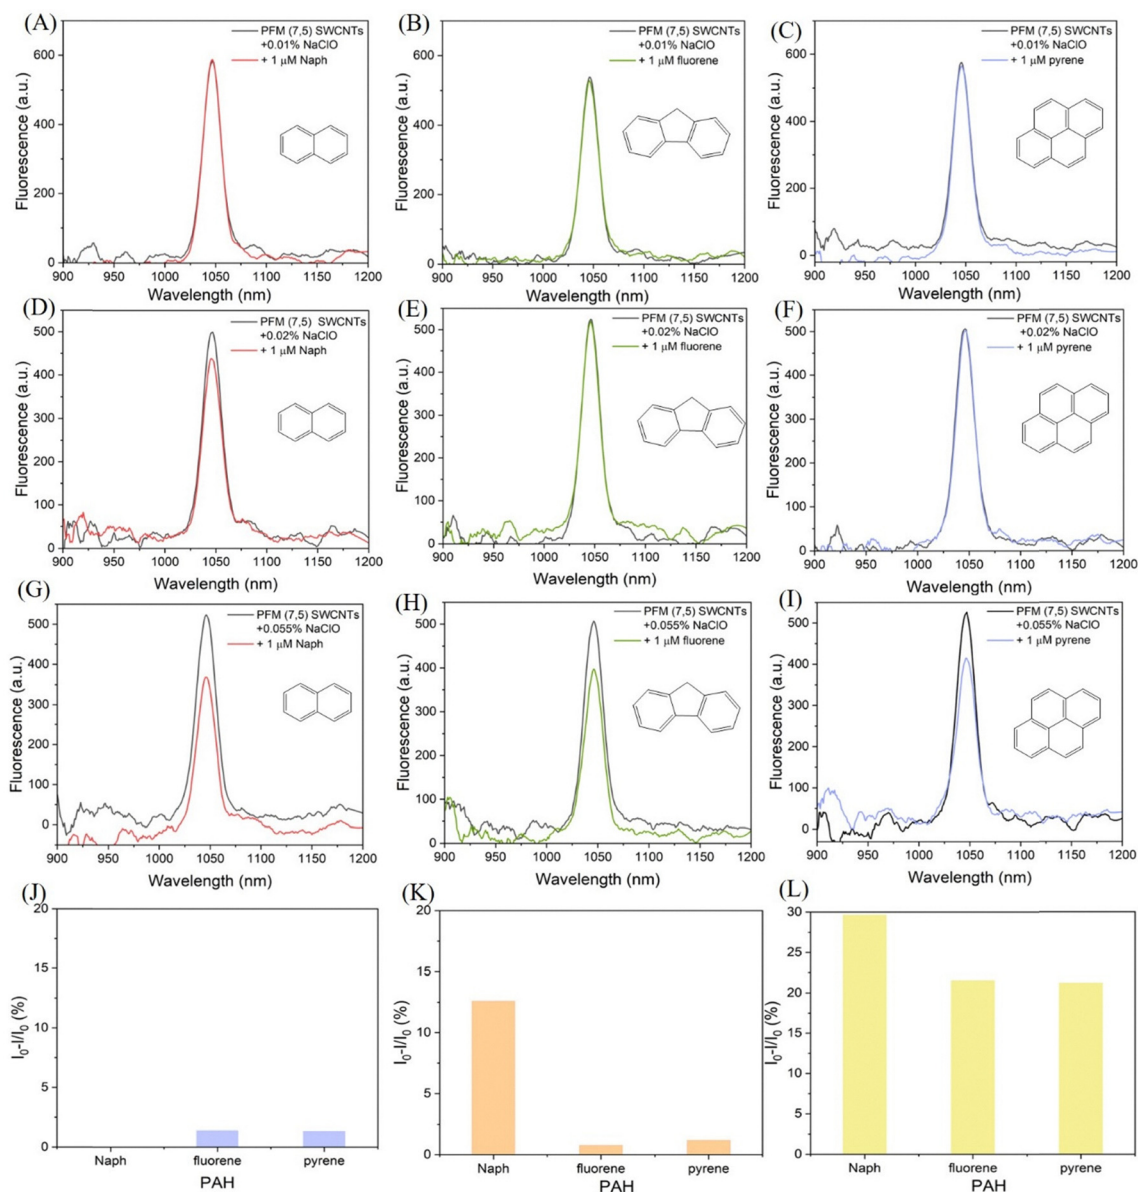 (A)
PFM (7,5) SWCNTs
+0.01% NaClO
+ 1 μM Naph
600
400
200
0
Fluorescence (a.u.)
900 950 1000 1050 1100 1150 1200
Wavelength (nm)
(B)
PFM (7,5) SWCNTs
+0.01% NaClO
+ 1 μM fluorene
700
600
500
400
300
200
100
0
Fluorescence (a.u.)
900 950 1000 1050 1100 1150 1200
Wavelength (nm)
(C)
PFM (7,5) SWCNTs
+0.01% NaClO
+ 1 μM pyrene
600
400
200
0
Fluorescence (a.u.)
900 950 1000 1050 1100 1150 1200
Wavelength (nm)
(D)
PFM (7,5) SWCNTs
+0.02% NaClO
+ 1 μM Naph
500
400
300
200
100
0
Fluorescence (a.u.)
900 950 1000 1050 1100 1150 1200
Wavelength (nm)
(E)
PFM (7,5) SWCNTs
+0.02% NaClO
+ 1 μM fluorene
500
400
300
200
100
0
Fluorescence (a.u.)
900 950 1000 1050 1100 1150 1200
Wavelength (nm)
(F)
PFM (7,5) SWCNTs
+0.02% NaClO
+ 1 μM pyrene
500
400
300
200
100
0
Fluorescence (a.u.)
900 950 1000 1050 1100 1150 1200
Wavelength (nm)
(G)
PFM (7,5) SWCNTs
+0.055% NaClO
+ 1 μM Naph
500
400
300
200
100
0
Fluorescence (a.u.)
900 950 1000 1050 1100 1150 1200
Wavelength (nm)
(H)
PFM (7,5) SWCNTs
+0.055% NaClO
+ 1 μM fluorene
500
400
300
200
100
0
Fluorescence (a.u.)
900 950 1000 1050 1100 1150 1200
Wavelength (nm)
(I)
PFM (7,5) SWCNTs
+0.055% NaClO
+ 1 μM pyrene
500
400
300
200
100
0
Fluorescence (a.u.)
900 950 1000 1050 1100 1150 1200
Wavelength (nm)
(J)
20
15
10
5
0
I₀-I/I₀ (%)
Naph fluorene pyrene
PAH
(K)
20
15
10
5
0
I₀-I/I₀ (%)
Naph fluorene pyrene
PAH
(L)
30
25
20
15
10
5
0
I₀-I/I₀ (%)
Naph fluorene pyrene
PAH